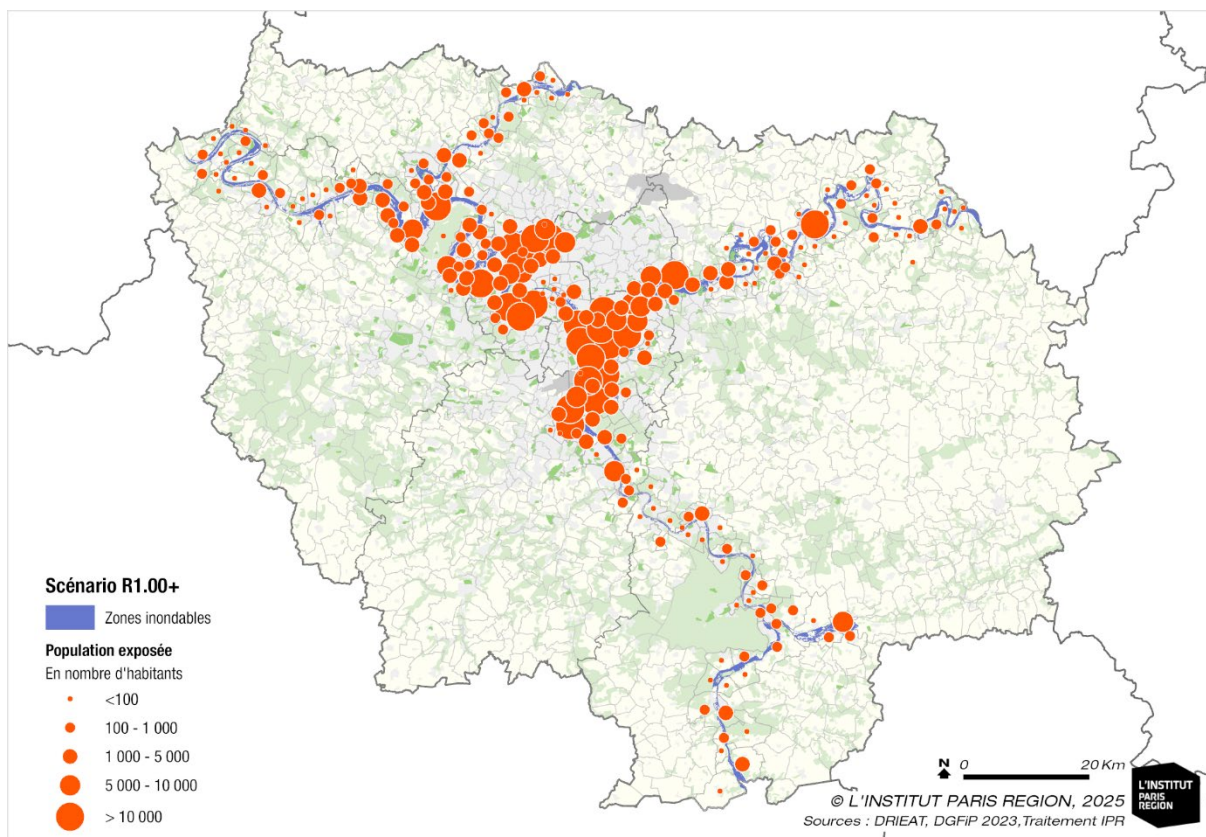 Scénario R1.00+
Zones inondables
Population exposée
En nombre d'habitants
<100
100 - 1 000
1 000 - 5 000
5 000 - 10 000
> 10 000
N 0 20 Km
© L'INSTITUT PARIS REGION, 2025
Sources : DRIEAT, DGFiP 2023,Traitement IPR
L'INSTITUT
PARIS
REGION